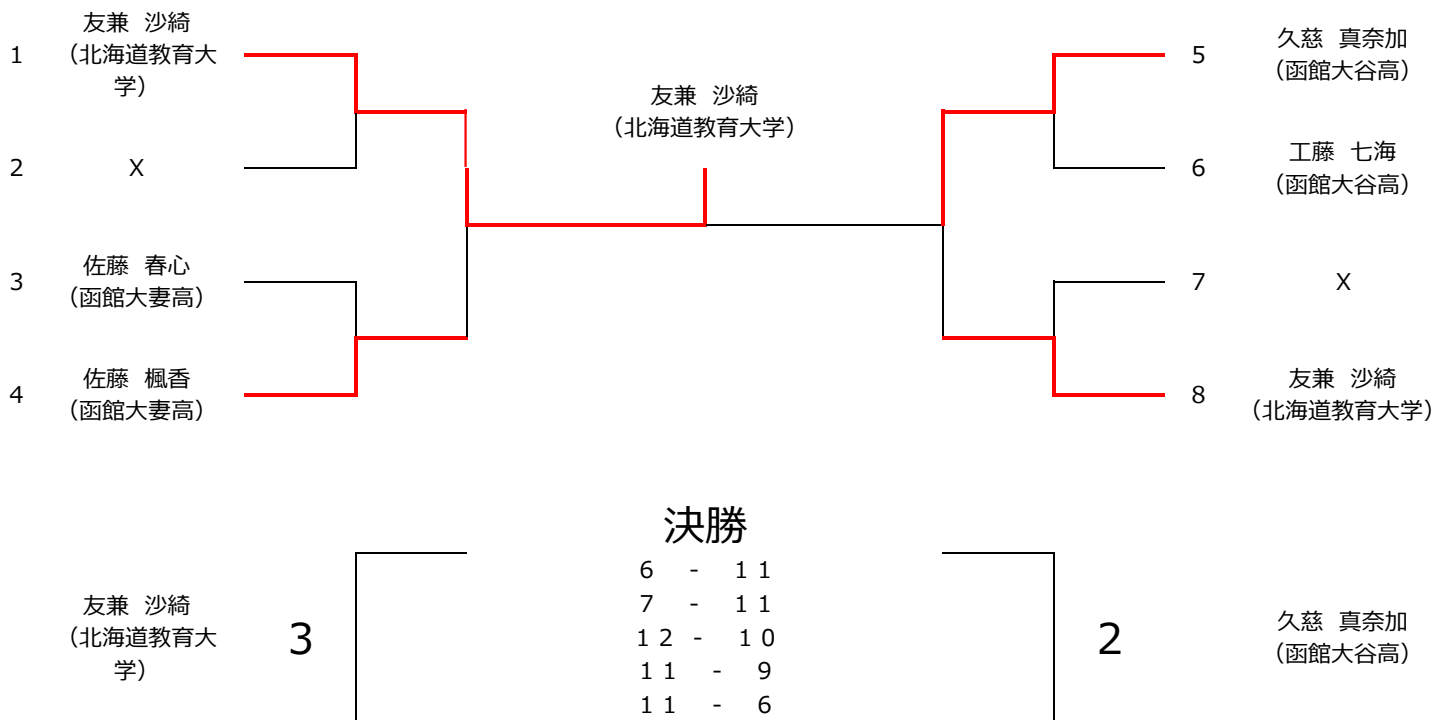 1
友兼 沙綺
（北海道教育大
学）
2
X
3
佐藤 春心
（函館大妻高）
4
佐藤 楓香
（函館大妻高）
友兼 沙綺
（北海道教育大学）
5
久慈 真奈加
（函館大谷高）
6
工藤 七海
（函館大谷高）
7
X
8
友兼 沙綺
（北海道教育大学）
決勝
友兼 沙綺
（北海道教育大
学）
3
6 - 11
7 - 11
12 - 10
11 - 9
11 - 6
2
久慈 真奈加
（函館大谷高）